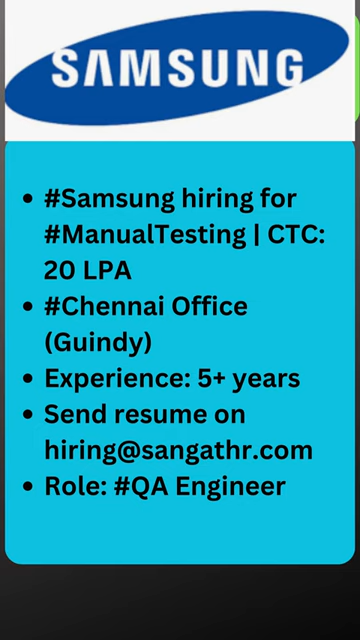 SAMSUNG
• #Samsung hiring for
#ManualTesting | CTC:
20 LPA
• #Chennai Office
(Guindy)
• Experience: 5+ years
• Send resume on
hiring@sangathr.com
• Role: #QA Engineer